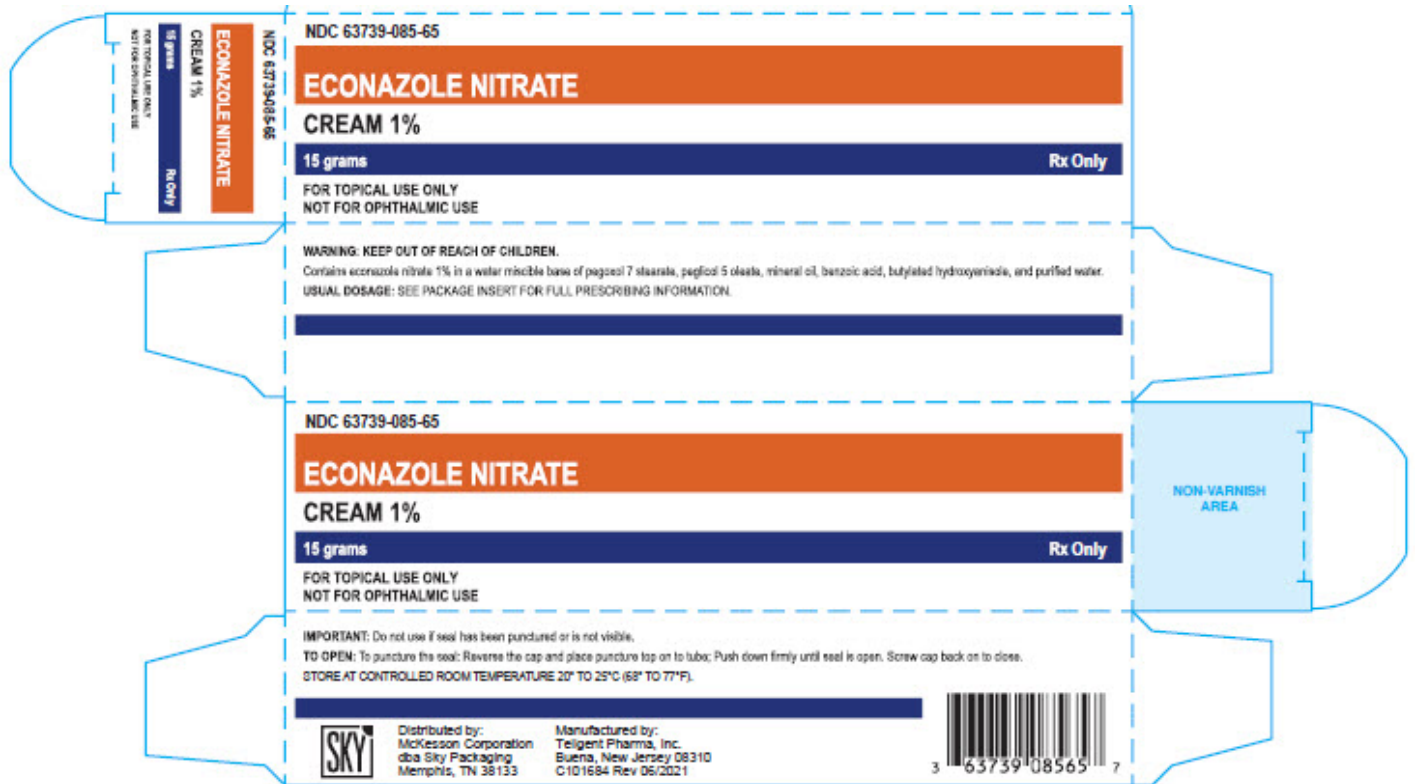 NDC 63739-085-65
ECONAZOLE NITRATE
CREAM 1%
15 grams Rx Only
FOR TOPICAL USE ONLY
NOT FOR OPHTHALMIC USE
NDC 63739-085-65
ECONAZOLE NITRATE
CREAM 1%
15 grams Rx Only
FOR TOPICAL USE ONLY
NOT FOR OPHTHALMIC USE
WARNING: KEEP OUT OF REACH OF CHILDREN.
Contains econazole nitrate 1% in a water miscible base of pegoxol 7 stearate, peglicol 5 oleate, mineral oil, benzoic acid, butylated hydroxyanisole, and purified water.
USUAL DOSAGE: SEE PACKAGE INSERT FOR FULL PRESCRIBING INFORMATION.
NDC 63739-085-65
ECONAZOLE NITRATE
CREAM 1%
15 grams Rx Only
FOR TOPICAL USE ONLY
NOT FOR OPHTHALMIC USE
NON-VARNISH
AREA
IMPORTANT: Do not use if seal has been punctured or is not visible.
TO OPEN: To puncture the seal: Reverse the cap and place puncture top on to tube; Push down firmly until seal is open. Screw cap back on to close.
STORE AT CONTROLLED ROOM TEMPERATURE 20° TO 25°C (68° TO 77°F).
SKY
Distributed by:
McKesson Corporation
dba Sky Packaging
Memphis, TN 38133
Manufactured by:
Teligent Pharma, Inc.
Buena, New Jersey 08310
C101684 Rev 06/2021
3 63739 08565 7